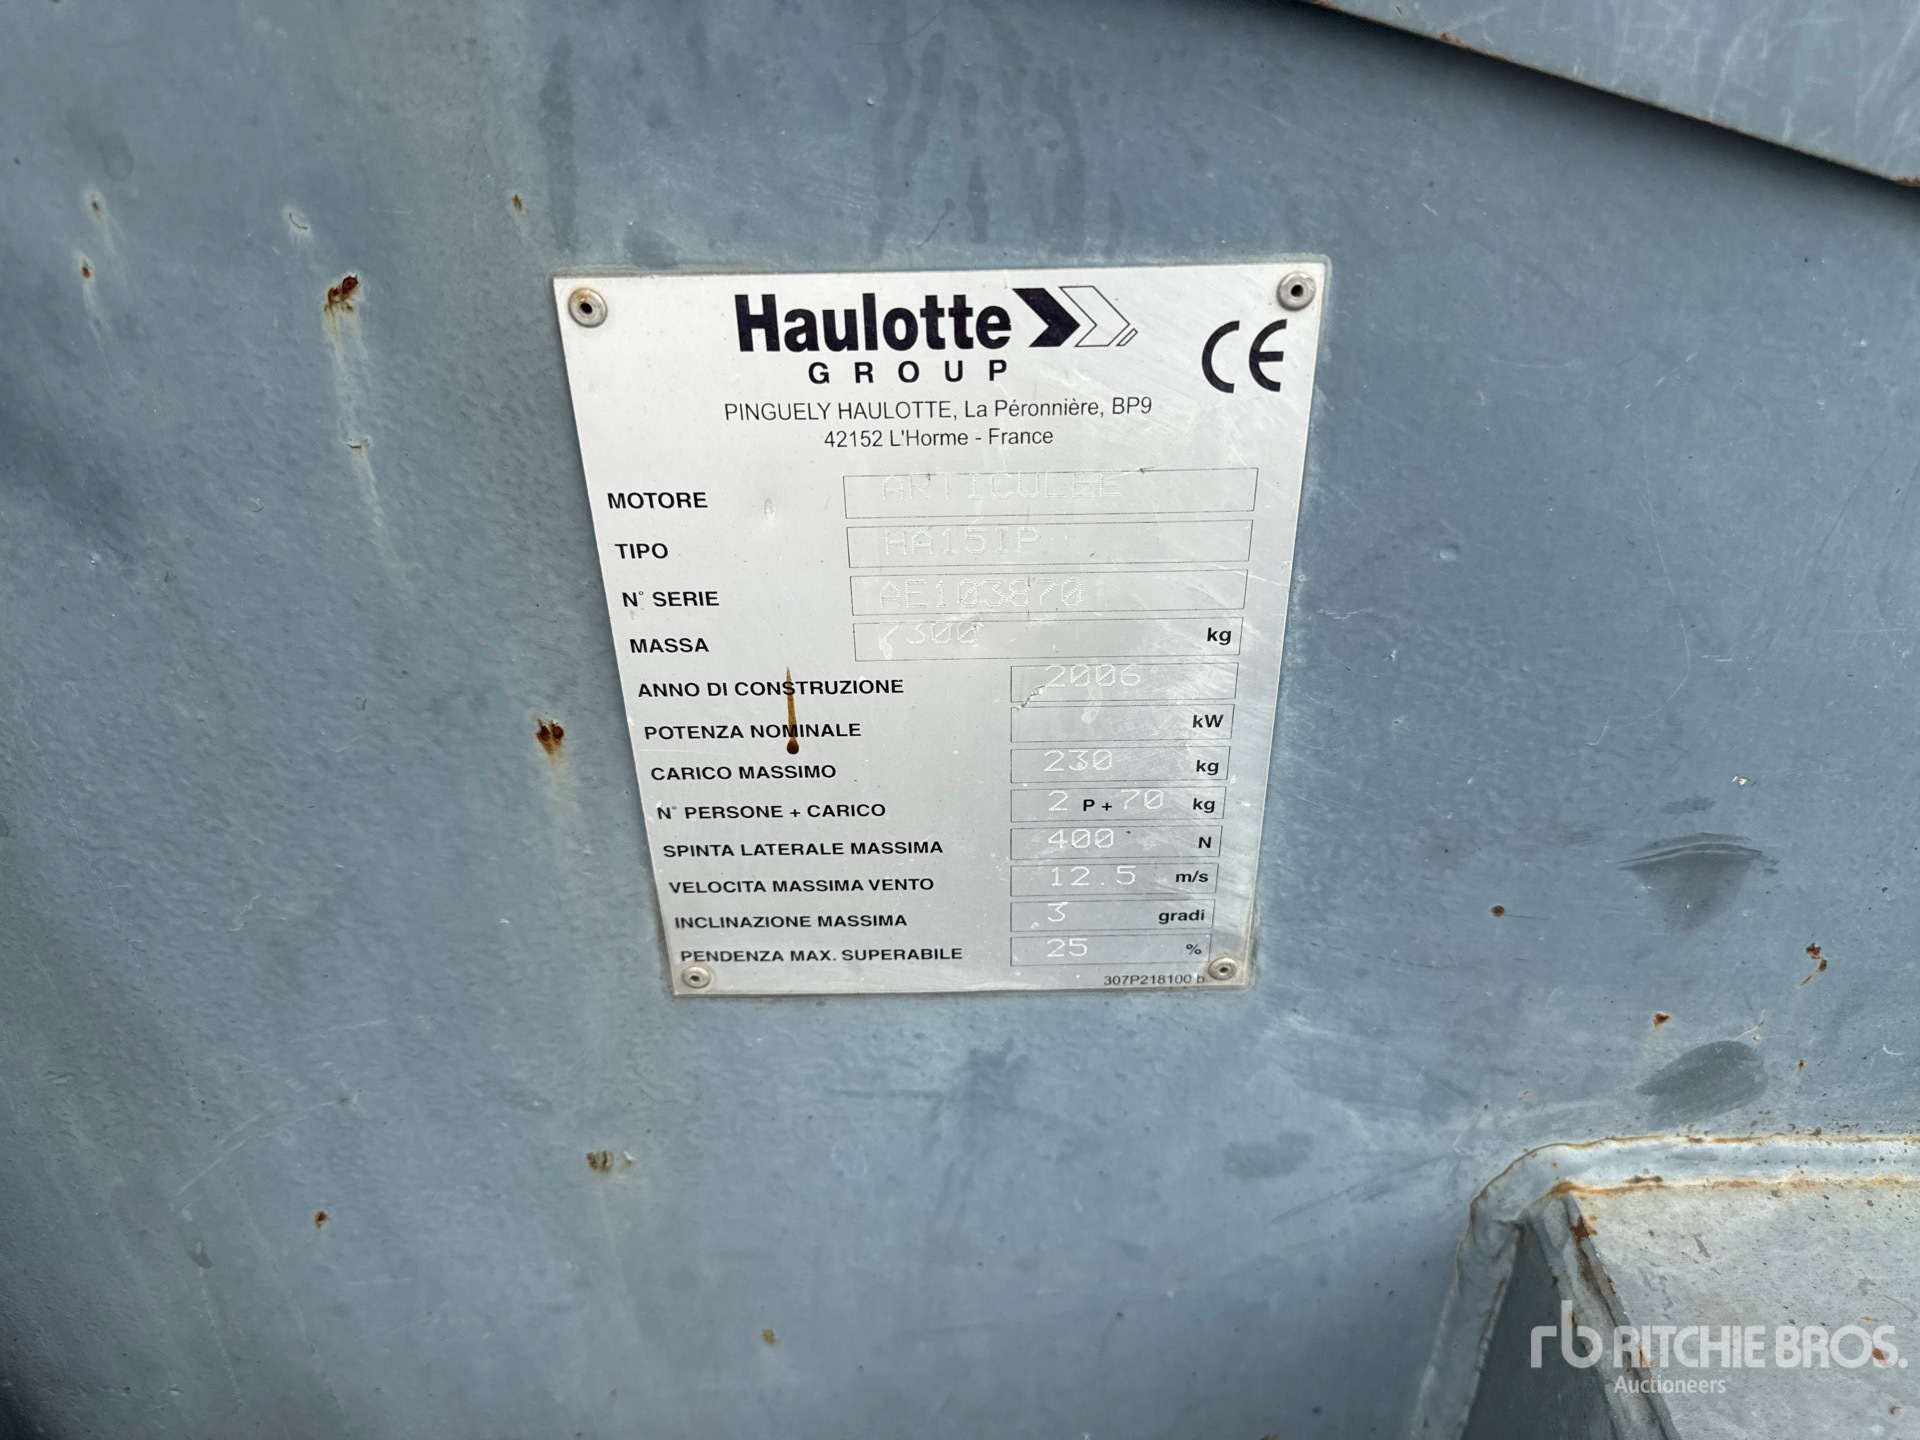 Haulotte
GROUP
CE
PINGUELY HAULOTTE, La Péronnière, BP9
42152 L'Horme - France
MOTORE ARTICULEE
TIPO HA15IP
N° SERIE AE103870
MASSA 7300 kg
ANNO DI CONSTRUZIONE 2006
POTENZA NOMINALE kW
CARICO MASSIMO 230 kg
N° PERSONE + CARICO 2 P + 70 kg
SPINTA LATERALE MASSIMA 400 N
VELOCITA MASSIMA VENTO 12.5 m/s
INCLINAZIONE MASSIMA 3 gradi
PENDENZA MAX. SUPERABILE 25 %
307P218100 b
rb RITCHIE BROS.
Auctioneers